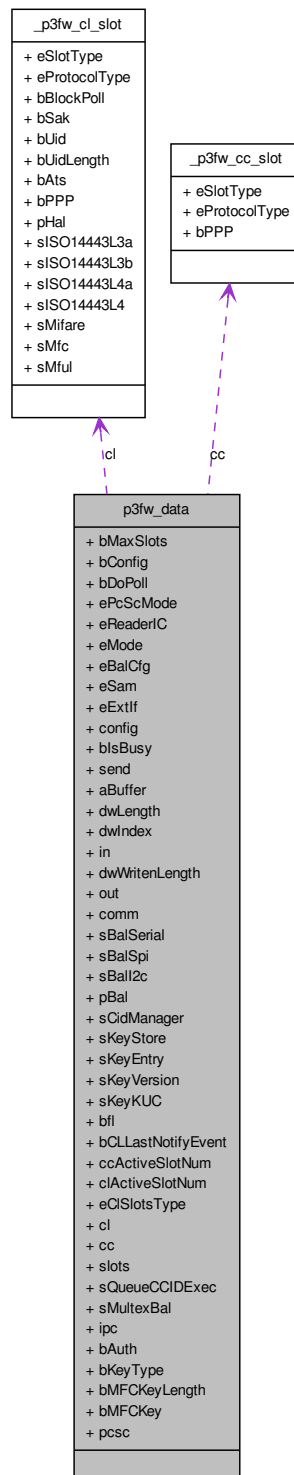 _p3fw_cl_slot
+ eSlotType
+ eProtocolType
+ bBlockPoll
+ bSak
+ bUid
+ bUidLength
+ bAts
+ bPPP
+ pHal
+ sISO14443L3a
+ sISO14443L3b
+ sISO14443L4a
+ sISO14443L4
+ sMifare
+ sMfc
+ sMful
_p3fw_cc_slot
+ eSlotType
+ eProtocolType
+ bPPP
cl
cc
p3fw_data
+ bMaxSlots
+ bConfig
+ bDoPoll
+ ePcScMode
+ eReaderIC
+ eMode
+ eBalCfg
+ eSam
+ eExtIf
+ config
+ bIsBusy
+ send
+ aBuffer
+ dwLength
+ dwIndex
+ in
+ dwWritenLength
+ out
+ comm
+ sBalSerial
+ sBalSpi
+ sBalI2c
+ pBal
+ sCidManager
+ sKeyStore
+ sKeyEntry
+ sKeyVersion
+ sKeyKUC
+ bfl
+ bCLLastNotifyEvent
+ ccActiveSlotNum
+ clActiveSlotNum
+ eClSlotsType
+ cl
+ cc
+ slots
+ sQueueCCIDExec
+ sMultexBal
+ ipc
+ bAuth
+ bKeyType
+ bMFCKeyLength
+ bMFCKey
+ pcsc